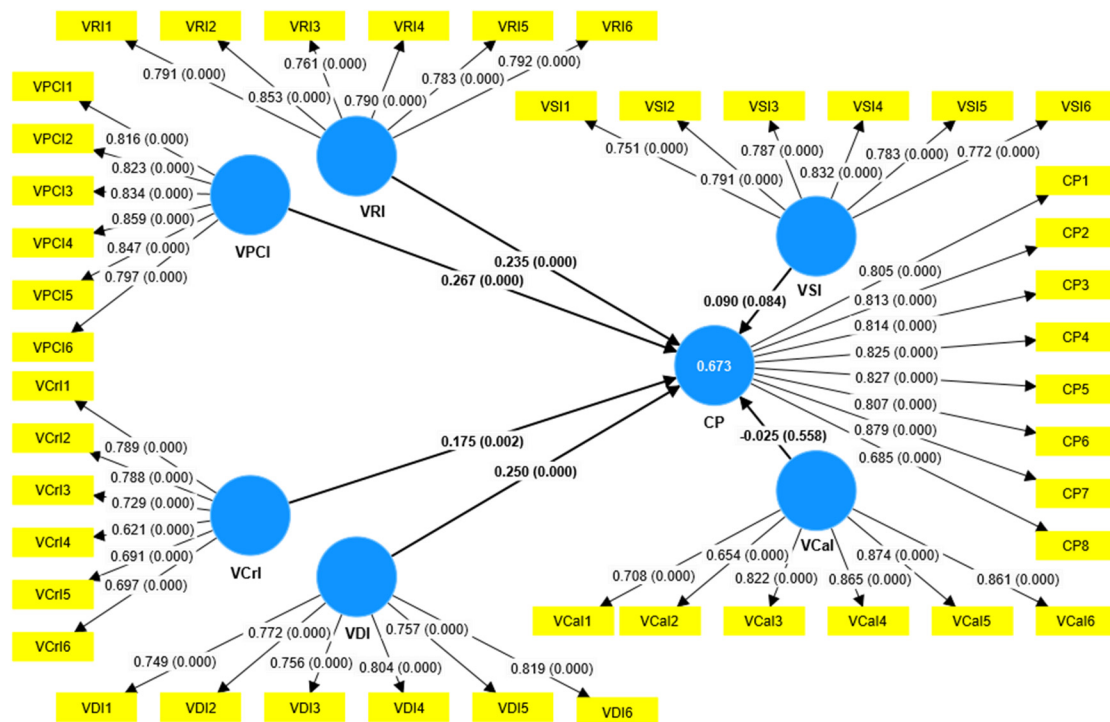 VRI1 VRI2 VRI3 VRI4 VRI5 VRI6
0.791 (0.000) 0.853 (0.000) 0.761 (0.000) 0.790 (0.000) 0.783 (0.000) 0.792 (0.000)
VRI
VPCI1
VPCI2
VPCI3
VPCI4
VPCI5
VPCI6
0.816 (0.000)
0.823 (0.000)
0.834 (0.000)
0.859 (0.000)
0.847 (0.000)
0.797 (0.000)
VPCI
VSI1 VSI2 VSI3 VSI4 VSI5 VSI6
0.751 (0.000) 0.791 (0.000) 0.787 (0.000) 0.832 (0.000) 0.783 (0.000) 0.772 (0.000)
VSI
0.235 (0.000)
0.267 (0.000)
0.090 (0.084)
0.673
CP
0.175 (0.002)
0.250 (0.000)
-0.025 (0.558)
CP1
CP2
CP3
CP4
CP5
CP6
CP7
CP8
0.805 (0.000)
0.813 (0.000)
0.814 (0.000)
0.825 (0.000)
0.827 (0.000)
0.807 (0.000)
0.879 (0.000)
0.685 (0.000)
VCrI1
VCrI2
VCrI3
VCrI4
VCrI5
VCrI6
0.789 (0.000)
0.788 (0.000)
0.729 (0.000)
0.621 (0.000)
0.691 (0.000)
0.697 (0.000)
VCrI
VDI
0.749 (0.000) 0.772 (0.000) 0.756 (0.000) 0.804 (0.000) 0.757 (0.000) 0.819 (0.000)
VDI1 VDI2 VDI3 VDI4 VDI5 VDI6
VCaI
0.708 (0.000) 0.654 (0.000) 0.822 (0.000) 0.865 (0.000) 0.874 (0.000) 0.861 (0.000)
VCaI1 VCaI2 VCaI3 VCaI4 VCaI5 VCaI6